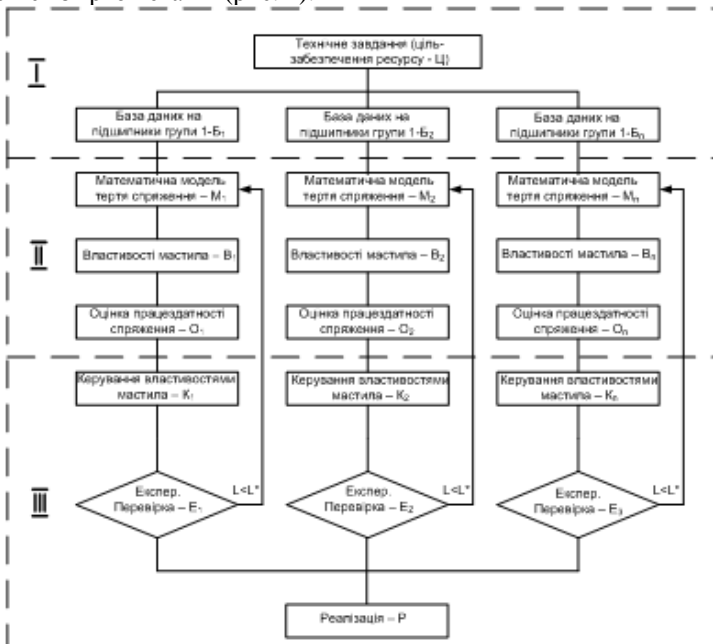 Технічне завдання (ціль-
забезпечення ресурсу - Ц)
I
База даних на
підшипники групи 1-Б₁
База даних на
підшипники групи 1-Б₂
База даних на
підшипники групи 1-Бₙ
Математична модель
тертя спряження – М₁
Математична модель
тертя спряження – М₂
Математична модель
тертя спряження – Мₙ
II
Властивості мастила – В₁
Властивості мастила – В₂
Властивості мастила – Вₙ
Оцінка працездатності
спряження – О₁
Оцінка працездатності
спряження – О₂
Оцінка працездатності
спряження – Оₙ
Керування властивостями
мастила – К₁
Керування властивостями
мастила – К₂
Керування властивостями
мастила – Кₙ
III
Експер.
Перевірка – Е₁
L<L*
Експер.
Перевірка – Е₂
L<L*
Експер.
Перевірка – Е₃
L<L*
Реалізація – Р